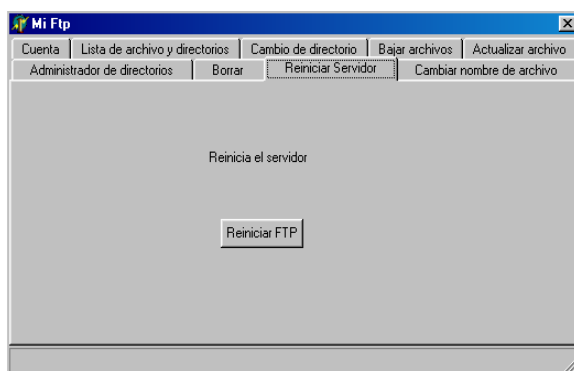 Mi Ftp
Cuenta Lista de archivo y directorios Cambio de directorio Bajar archivos Actualizar archivo
Administrador de directorios Borrar Reiniciar Servidor Cambiar nombre de archivo
Reinicia el servidor
Reiniciar FTP